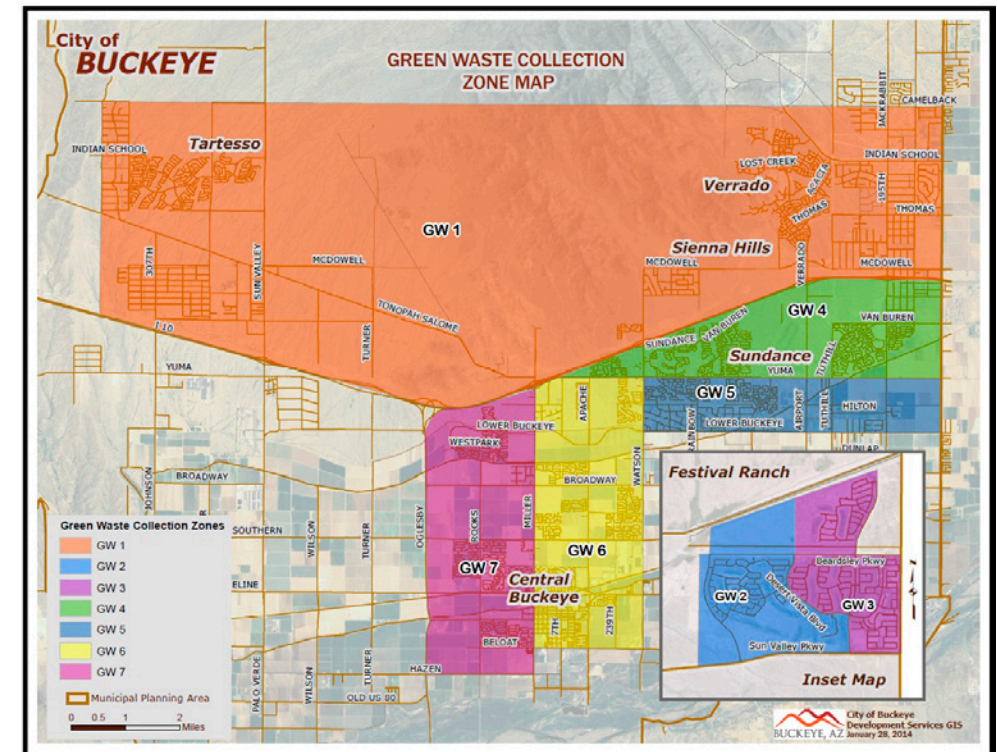 City of
BUCKEYE
GREEN WASTE COLLECTION
ZONE MAP
JACKRABBIT
CAMELBACK
INDIAN SCHOOL
Tartesso
LOST CREEK
INDIAN SCHOOL
Verrado
ACACIA
195TH
THOMAS
THOMAS
GW 1
Sienna Hills
307TH
SUN VALLEY
MCDOWELL
MCDOWELL
VERRADO
MCDOWELL
TONOPAH SALOME
GW 4
I 10
TURNER
SUNDANCE
VAN BUREN
VAN BUREN
Sundance
TUTHILL
YUMA
YUMA
APACHE
GW 5
AIRPORT
TUTHILL
HILTON
LOWER BUCKEYE
RAINBOW
LOWER BUCKEYE
WESTPARK
DUNLAP
JOHNSON
BROADWAY
BROADWAY
WATSON
Festival Ranch
Green Waste Collection Zones
GW 1
GW 2
GW 3
GW 4
GW 5
GW 6
GW 7
SOUTHERN
WILSON
TURNER
OGLESBY
ROOKS
MILLER
GW 6
Beardsley Pkwy
GW 7
ELINE
Central
Buckeye
GW 2
Desert Vista Blvd
GW 3
7TH
239TH
BELOAT
Sun Valley Pkwy
HAZEN
Inset Map
PALO VERDE
WILSON
TURNER
OLD US 80
Municipal Planning Area
0 0.5 1 2
Miles
BUCKEYE, AZ
City of Buckeye
Development Services GIS
January 28, 2014